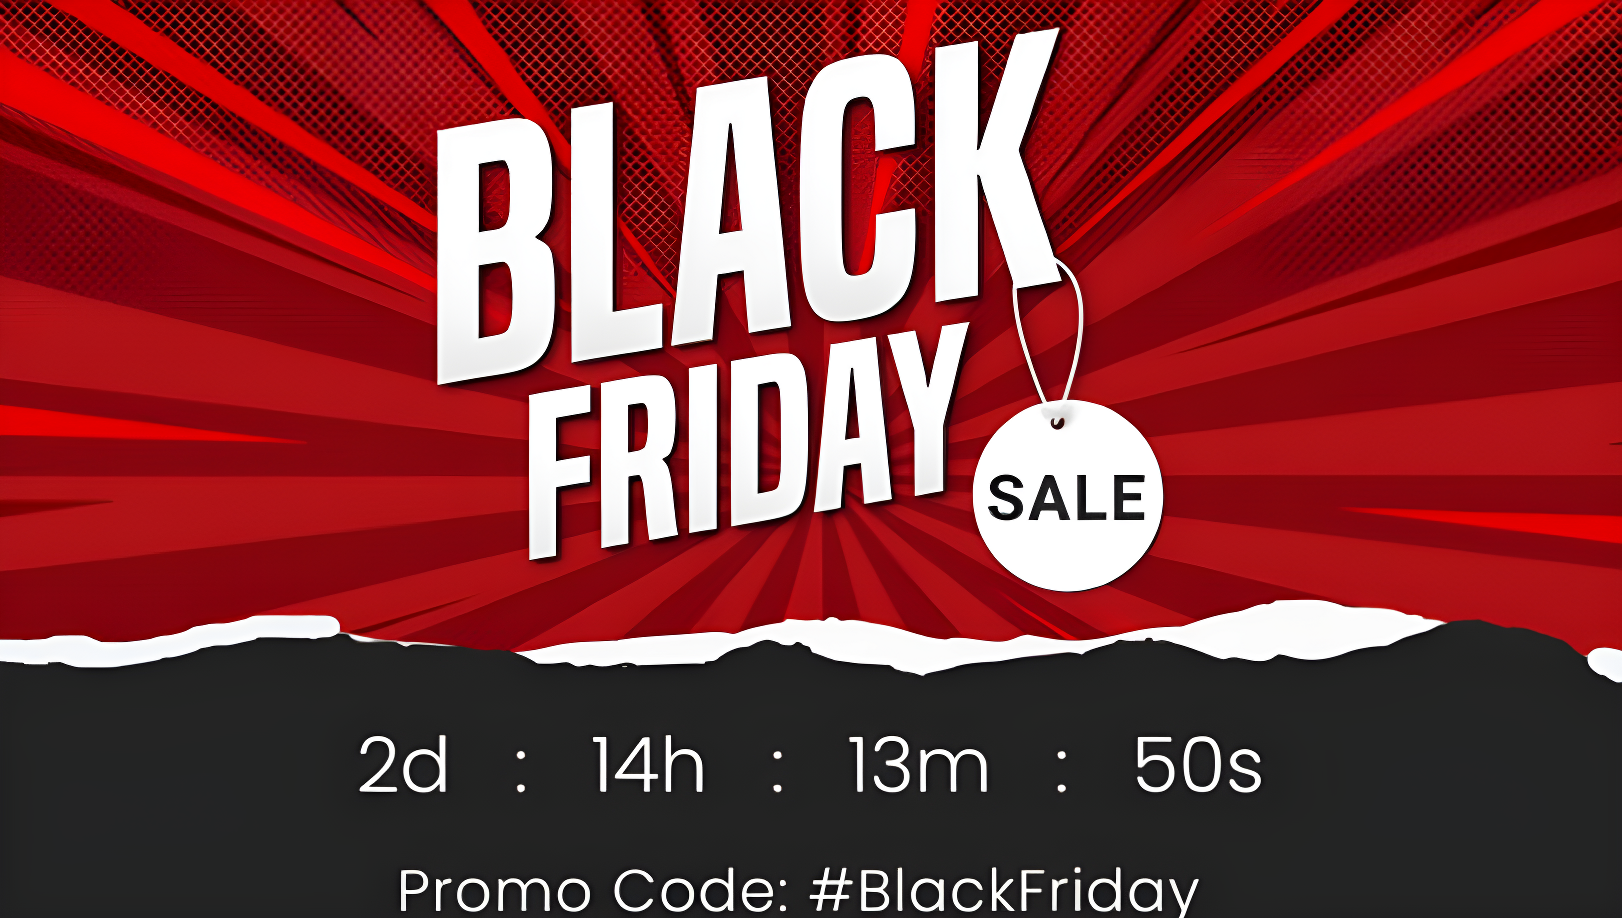 BLACK
FRIDAY
SALE
2d : 14h : 13m : 50s
Promo Code: #BlackFriday